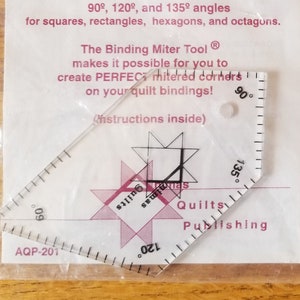 90º, 120º, and 135º angles
for squares, rectangles, hexagons, and octagons.
The Binding Miter Tool ®
makes it possible for you to
create PERFECT mitered corners
on your quilt bindings!
(Instructions inside)
90°
135°
Quilts
Quilts
Publishing
120°
60°
AQP-201